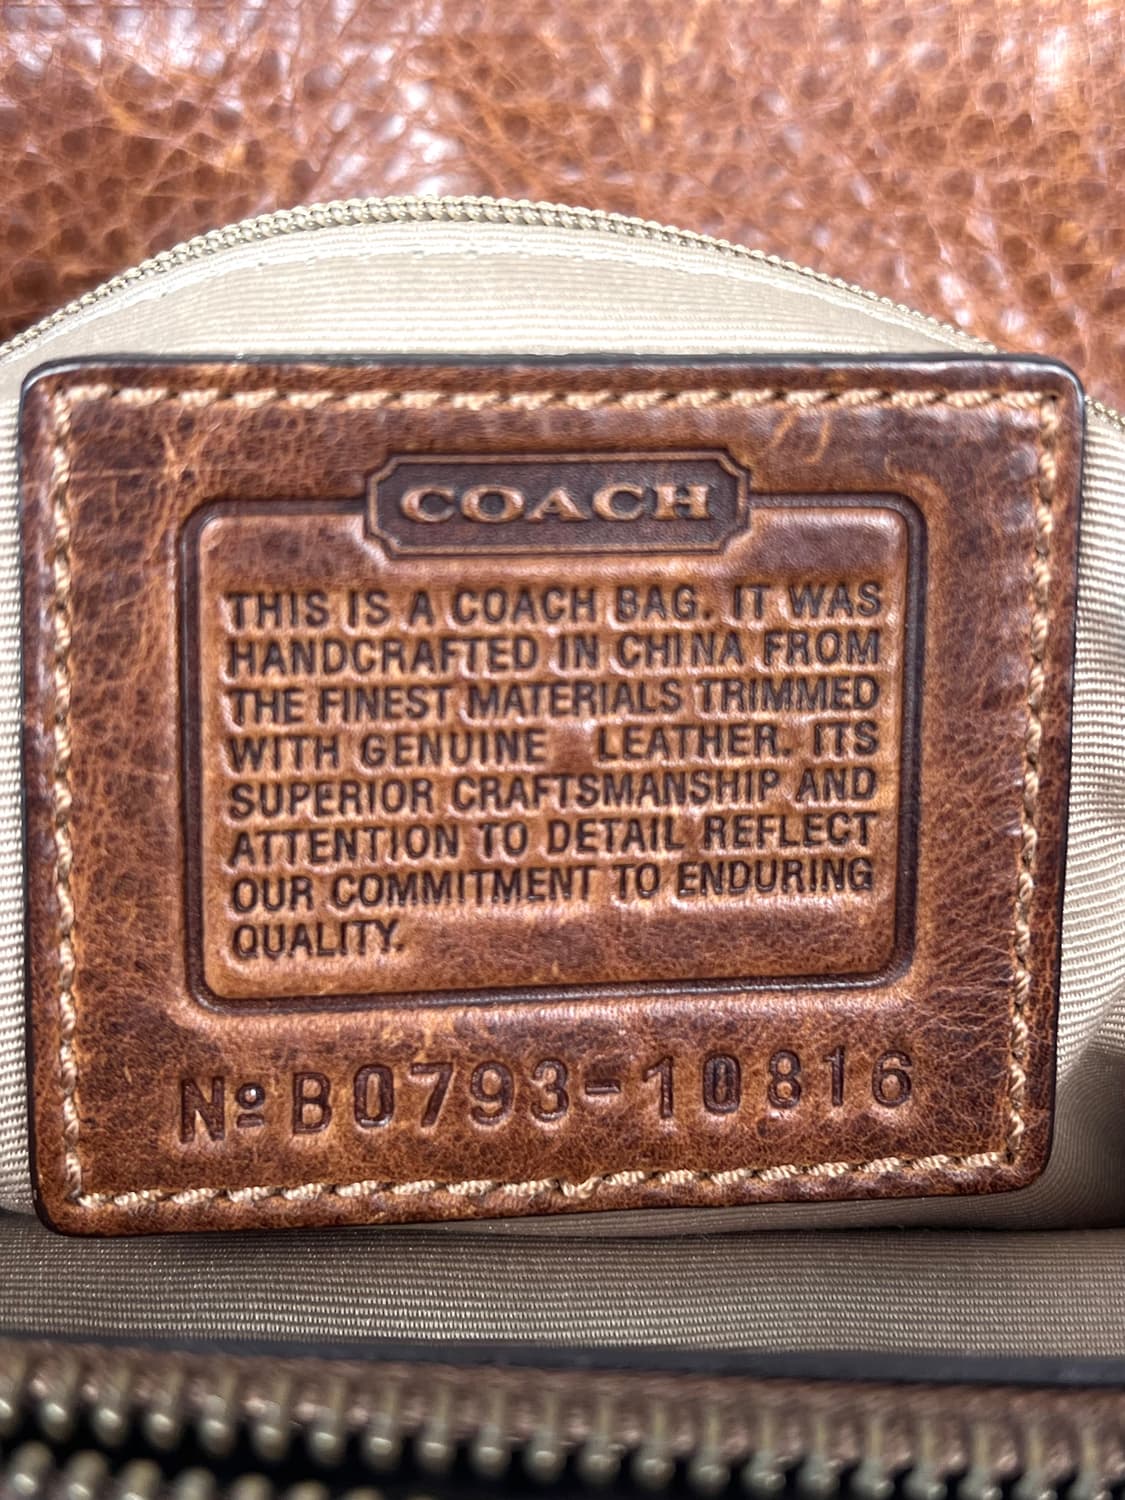 COACH
THIS IS A COACH BAG. IT WAS
HANDCRAFTED IN CHINA FROM
THE FINEST MATERIALS TRIMMED
WITH GENUINE LEATHER. ITS
SUPERIOR CRAFTSMANSHIP AND
ATTENTION TO DETAIL REFLECT
OUR COMMITMENT TO ENDURING
QUALITY.
Nº B0793-10816